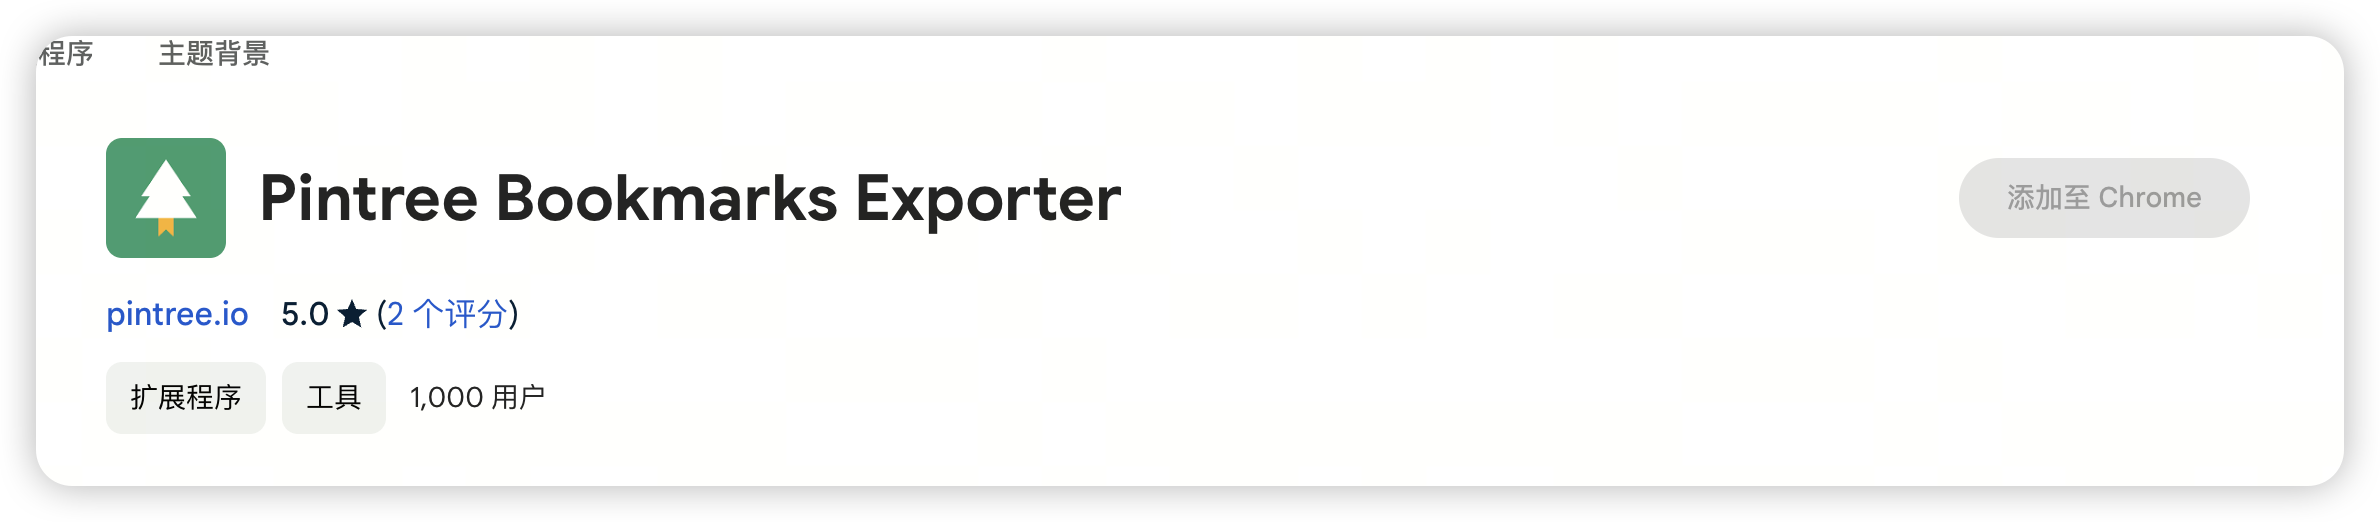 程序 主题背景
Pintree Bookmarks Exporter
添加至 Chrome
pintree.io 5.0 ★ (2 个评分)
扩展程序 工具 1,000 用户